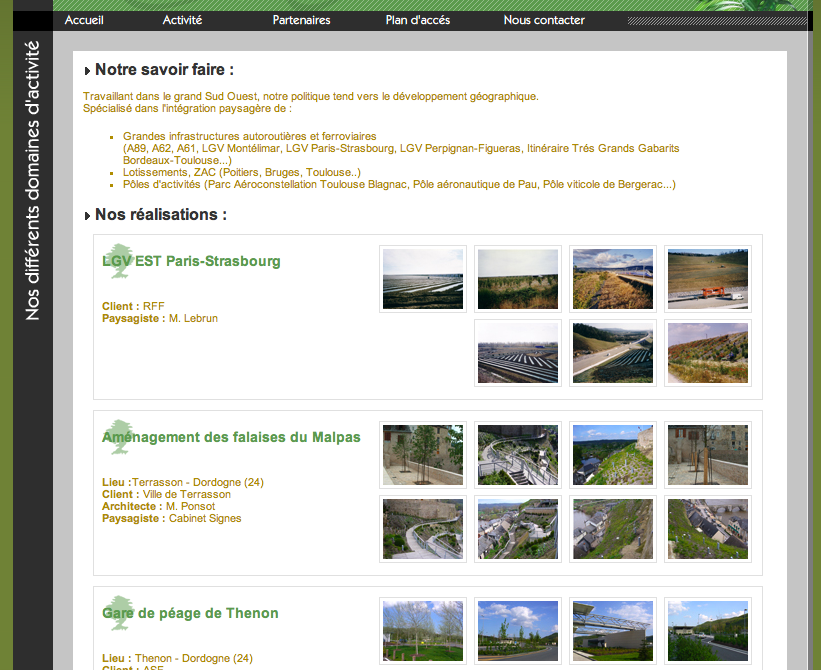 Accueil Activité Partenaires Plan d'accés Nous contacter
Nos différents domaines d'activité
Notre savoir faire :
Travaillant dans le grand Sud Ouest, notre politique tend vers le développement géographique.
Spécialisé dans l'intégration paysagère de :
Grandes infrastructures autoroutières et ferroviaires
(A89, A62, A61, LGV Montélimar, LGV Paris-Strasbourg, LGV Perpignan-Figueras, Itinéraire Trés Grands Gabarits
Bordeaux-Toulouse...)
Lotissements, ZAC (Poitiers, Bruges, Toulouse..)
Pôles d'activités (Parc Aéroconstellation Toulouse Blagnac, Pôle aéronautique de Pau, Pôle viticole de Bergerac...)
Nos réalisations :
LGV EST Paris-Strasbourg
Client : RFF
Paysagiste : M. Lebrun
Aménagement des falaises du Malpas
Lieu :Terrasson - Dordogne (24)
Client : Ville de Terrasson
Architecte : M. Ponsot
Paysagiste : Cabinet Signes
Gare de péage de Thenon
Lieu : Thenon - Dordogne (24)
Client : ASF